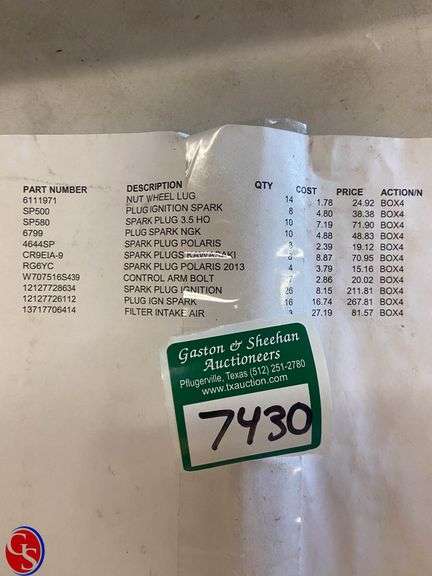 PART NUMBER DESCRIPTION QTY COST PRICE ACTION/N
6111971 NUT WHEEL LUG 14 1.78 24.92 BOX4
SP500 PLUG IGNITION SPARK 8 4.80 38.38 BOX4
SP580 SPARK PLUG 3.5 HO 10 7.19 71.90 BOX4
6799 PLUG SPARK NGK 10 4.88 48.83 BOX4
4644SP SPARK PLUG POLARIS 2.39 19.12 BOX4
CR9EIA-9 SPARK PLUGS KAWASAKI 8.87 70.95 BOX4
RG6YC SPARK PLUG POLARIS 2013 4 3.79 15.16 BOX4
W707516S439 CONTROL ARM BOLT 7 2.86 20.02 BOX4
12127728634 SPARK PLUG IGNITION 26 8.15 211.81 BOX4
12127726112 PLUG IGN SPARK 16 16.74 267.81 BOX4
13717706414 FILTER INTAKE AIR 3 27.19 81.57 BOX4
Gaston & Sheehan
Auctioneers
Pflugerville, Texas (512) 251-2780
www.txauction.com
7430
GS